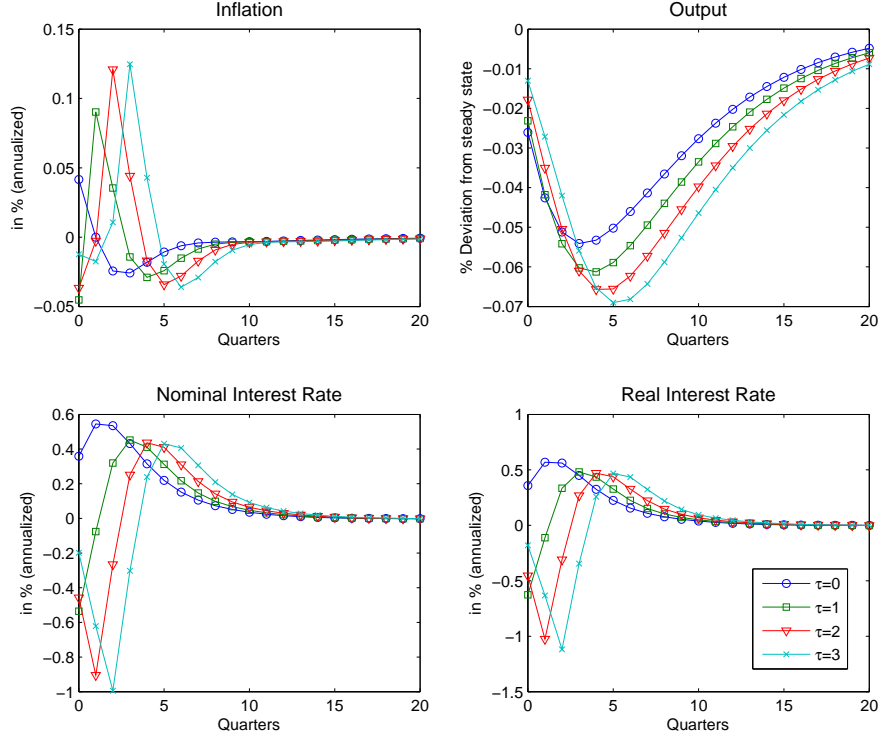 Inflation
0.15
0.1
0.05
0
−0.05
in % (annualized)
0 5 10 15 20
Quarters
Output
0
−0.01
−0.02
−0.03
−0.04
−0.05
−0.06
−0.07
% Deviation from steady state
0 5 10 15 20
Quarters
Nominal Interest Rate
0.6
0.4
0.2
0
−0.2
−0.4
−0.6
−0.8
−1
in % (annualized)
0 5 10 15 20
Quarters
Real Interest Rate
1
0.5
0
−0.5
−1
−1.5
in % (annualized)
0 5 10 15 20
Quarters
τ=0
τ=1
τ=2
τ=3